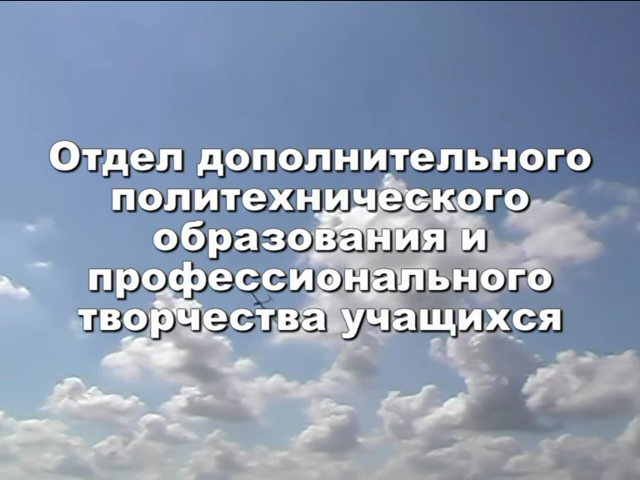 Отдел дополнительного
политехнического
образования и
профессионального
творчества учащихся